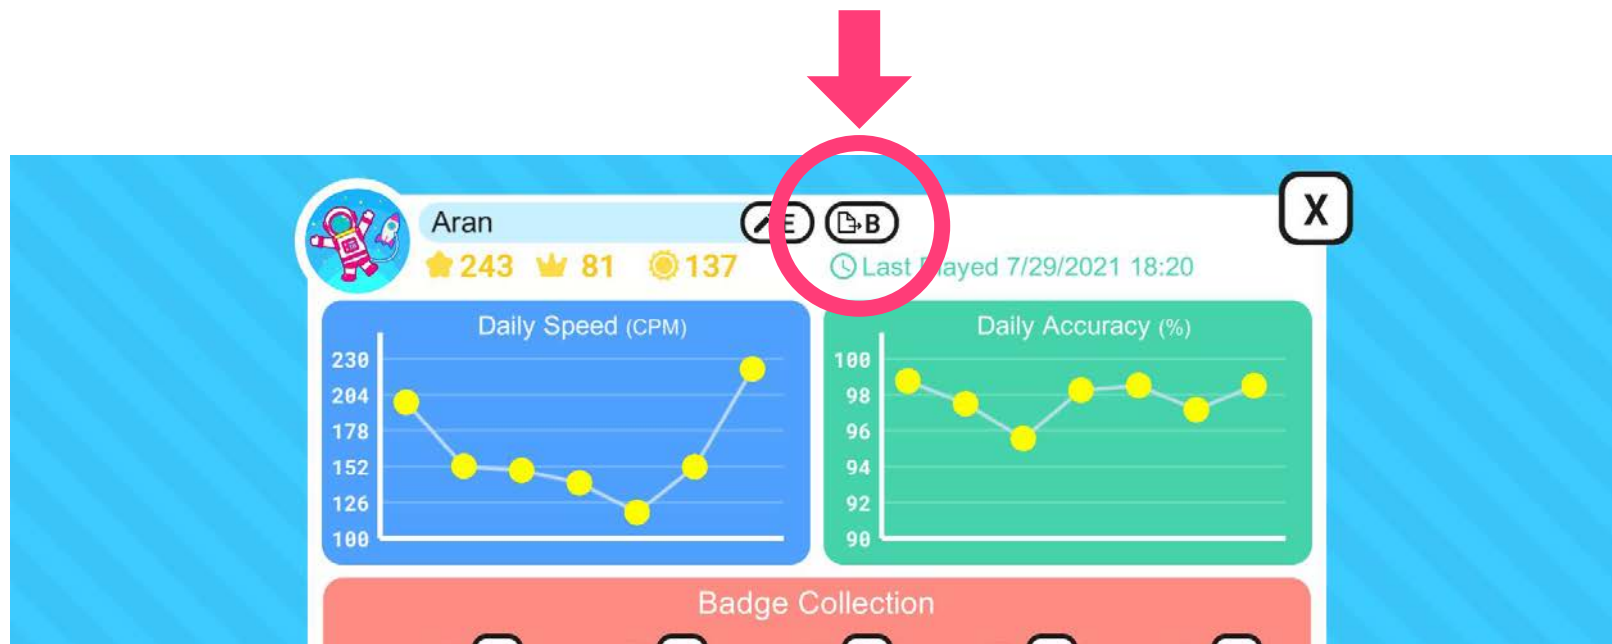 Aran
E
B
X
243
81
137
Last Played 7/29/2021 18:20
Daily Speed (CPM)
230
204
178
152
126
100
Daily Accuracy (%)
100
98
96
94
92
90
Badge Collection